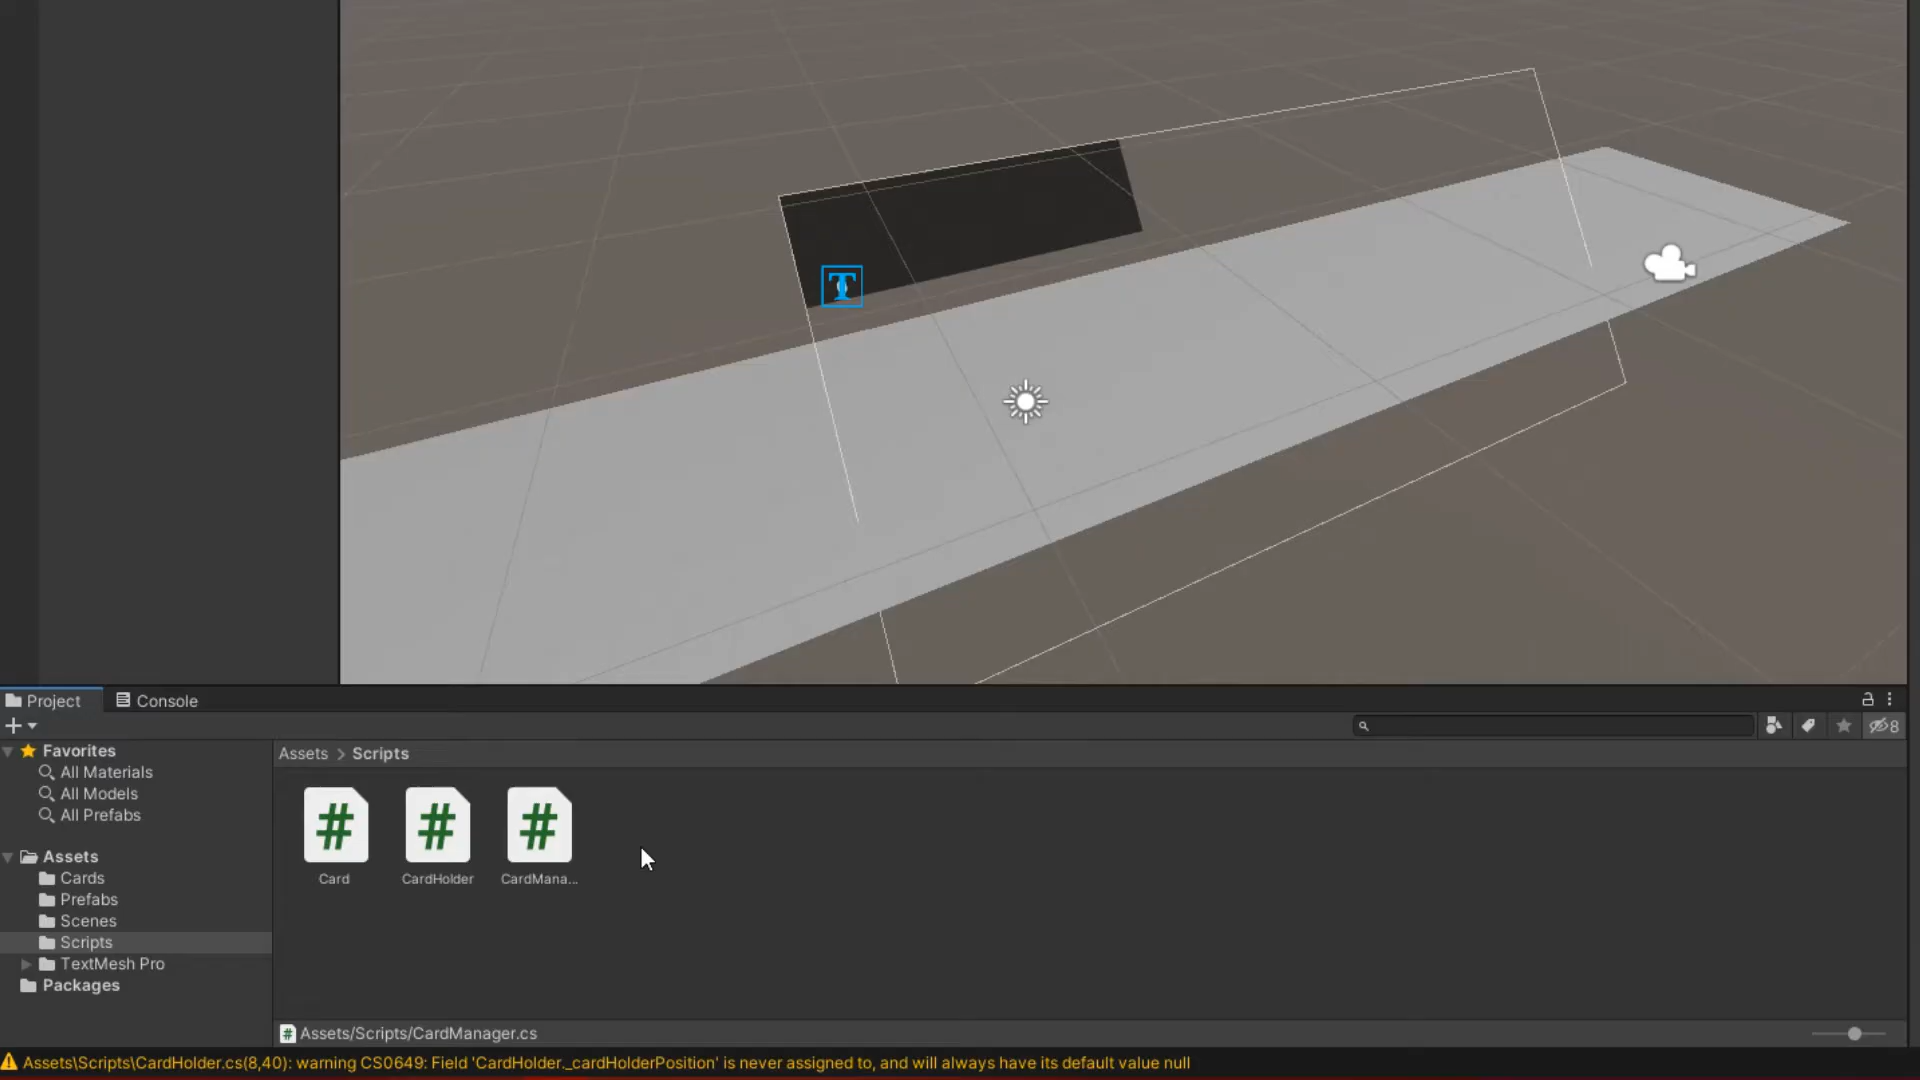 T
Project
Console
8
Favorites
All Materials
All Models
All Prefabs
Assets
Cards
Prefabs
Scenes
Scripts
TextMesh Pro
Packages
Assets > Scripts
# # #
Card CardHolder CardMana...
# Assets/Scripts/CardManager.cs
Assets\Scripts\CardHolder.cs(8,40): warning CS0649: Field 'CardHolder._cardHolderPosition' is never assigned to, and will always have its default value null